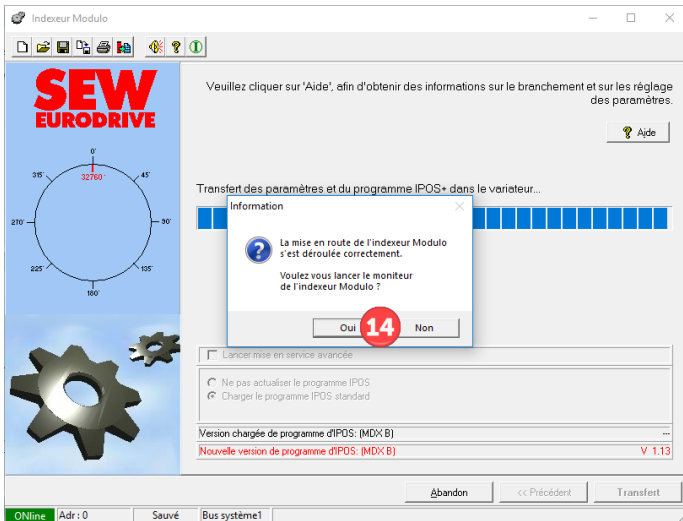 Indexeur Modulo
SEW
EURODRIVE
Veuillez cliquer sur 'Aide', afin d'obtenir des informations sur le branchement et sur les réglage
des paramètres.
Aide
0'
315'
32760
45'
270'
90'
225'
135'
180'
Transfert des paramètres et du programme IPOS+ dans le variateur...
Information
La mise en route de l'indexeur Modulo
s'est déroulée correctement.
Voulez vous lancer le moniteur
de l'indexeur Modulo ?
Oui
14
Non
Lancer mise en service avancée
Ne pas actualiser le programme IPOS
Charger le programme IPOS standard
Version chargée de programme d'IPOS: (MDX B) ---
Nouvelle version de programme d'IPOS: (MDX B) V 1.13
Abandon
<< Précédent
Transfert
ONline
Adr : 0
Sauvé
Bus système1